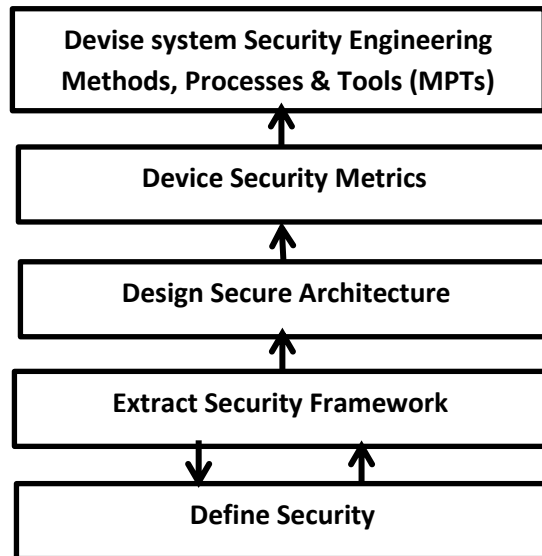 Devise system Security Engineering
Methods, Processes & Tools (MPTs)
Device Security Metrics
Design Secure Architecture
Extract Security Framework
Define Security